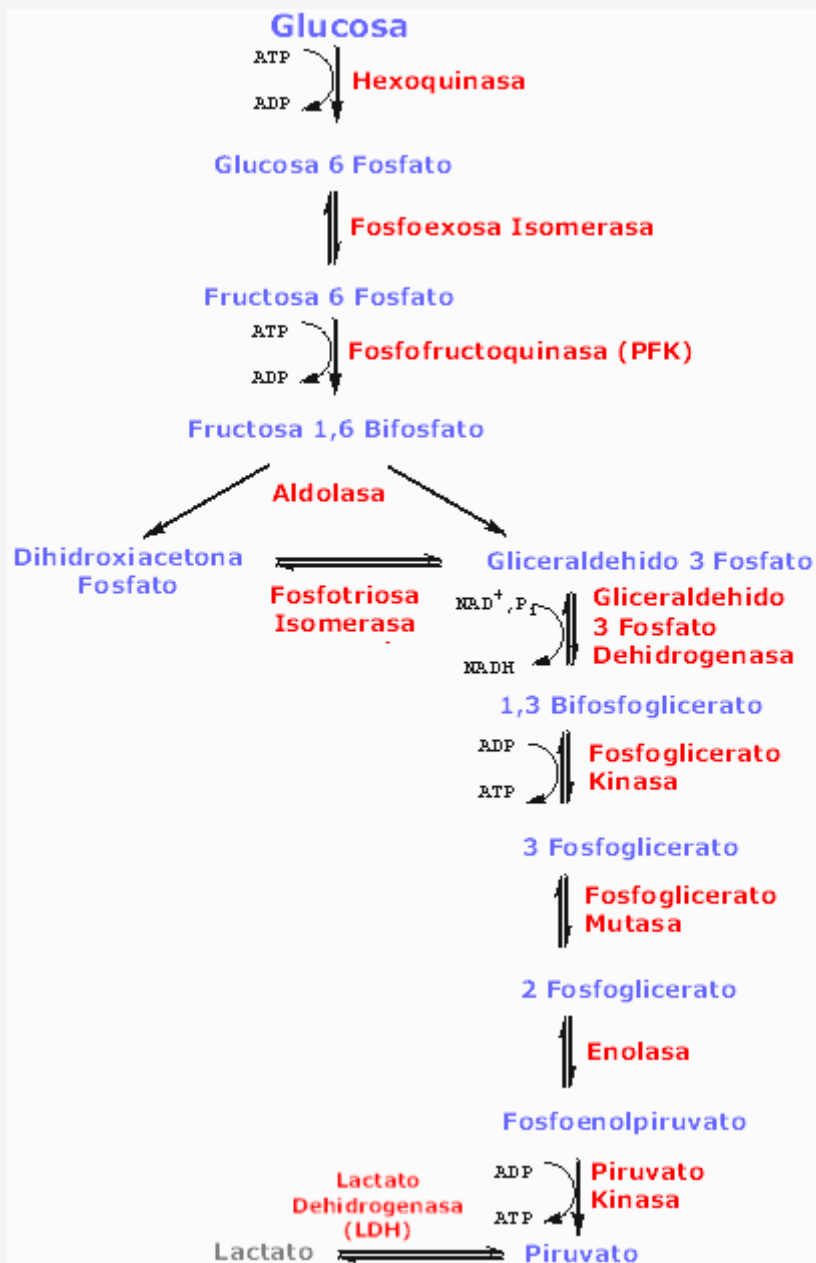 Glucosa
ATP
Hexoquinasa
ADP
Glucosa 6 Fosfato
Fosfoexosa Isomerasa
Fructosa 6 Fosfato
ATP
Fosfofructoquinasa (PFK)
ADP
Fructosa 1,6 Bifosfato
Aldolasa
Dihidroxiacetona
Fosfato
Gliceraldehido 3 Fosfato
Fosfotriosa
Isomerasa
NAD+,Pf
NADH
Gliceraldehido
3 Fosfato
Dehidrogenasa
1,3 Bifosfoglicerato
ADP
ATP
Fosfoglicerato
Kinasa
3 Fosfoglicerato
Fosfoglicerato
Mutasa
2 Fosfoglicerato
Enolasa
Fosfoenolpiruvato
ADP
ATP
Piruvato
Kinasa
Lactato
Dehidrogenasa
(LDH)
Lactato
Piruvato